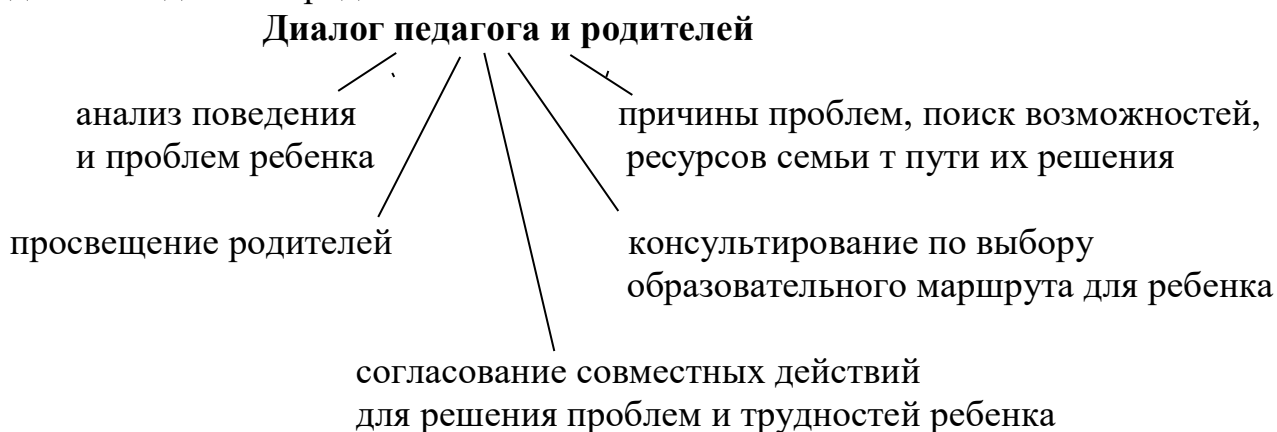 Диалог педагога и родителей
анализ поведения
и проблем ребенка
причины проблем, поиск возможностей,
ресурсов семьи т пути их решения
просвещение родителей
консультирование по выбору
образовательного маршрута для ребенка
согласование совместных действий
для решения проблем и трудностей ребенка